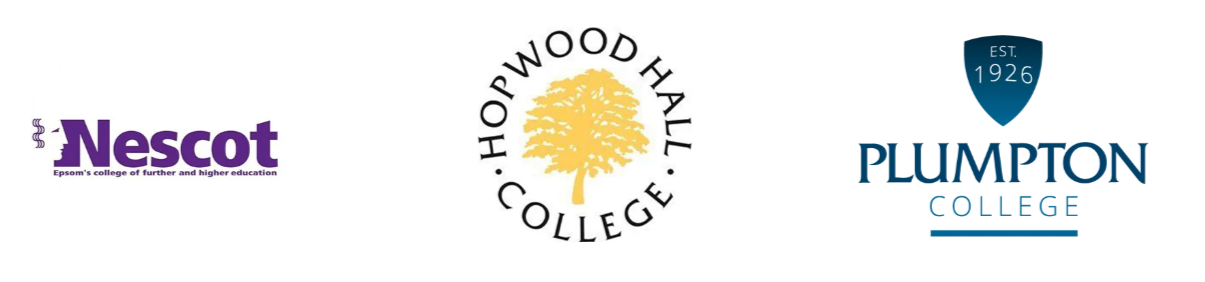 Nescot
Epsom's college of further and higher education
HOPWOOD HALL
· COLLEGE ·
EST.
1926
PLUMPTON
COLLEGE